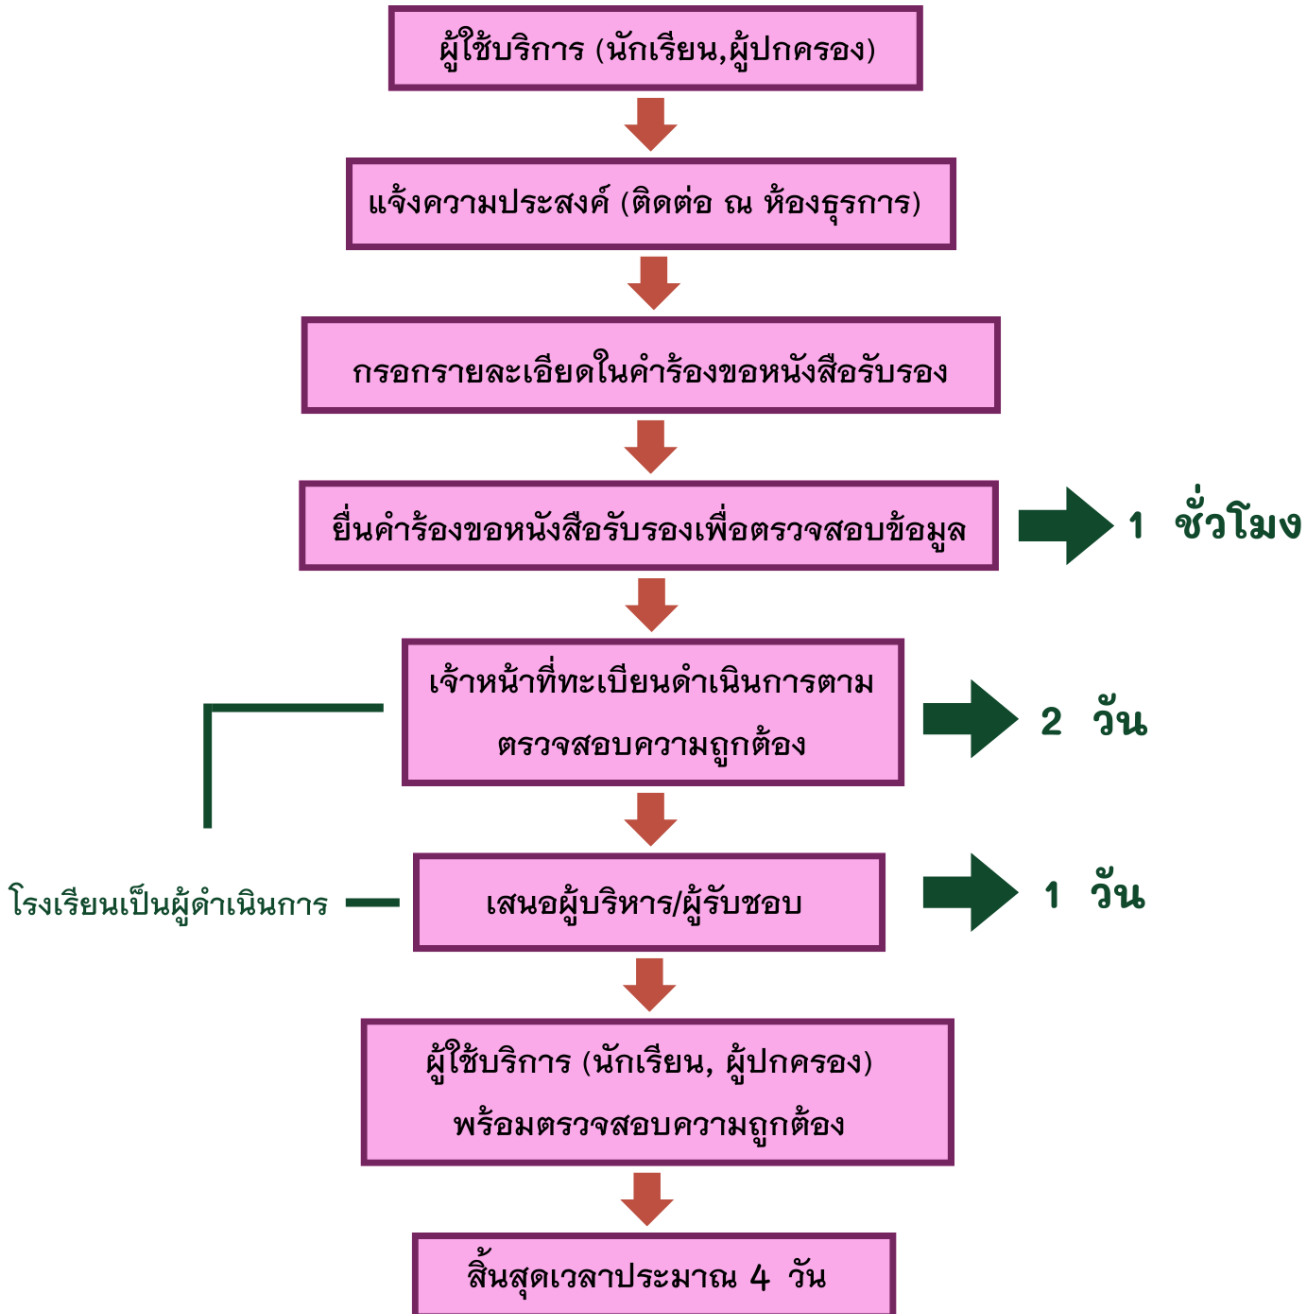 ผู้ใช้บริการ (นักเรียน,ผู้ปกครอง)
แจ้งความประสงค์ (ติดต่อ ณ ห้องธุรการ)
กรอกรายละเอียดในคำร้องขอหนังสือรับรอง
ยื่นคำร้องขอหนังสือรับรองเพื่อตรวจสอบข้อมูล
1 ชั่วโมง
เจ้าหน้าที่ทะเบียนดำเนินการตาม
ตรวจสอบความถูกต้อง
2 วัน
โรงเรียนเป็นผู้ดำเนินการ
เสนอผู้บริหาร/ผู้รับชอบ
1 วัน
ผู้ใช้บริการ (นักเรียน, ผู้ปกครอง)
พร้อมตรวจสอบความถูกต้อง
สิ้นสุดเวลาประมาณ 4 วัน